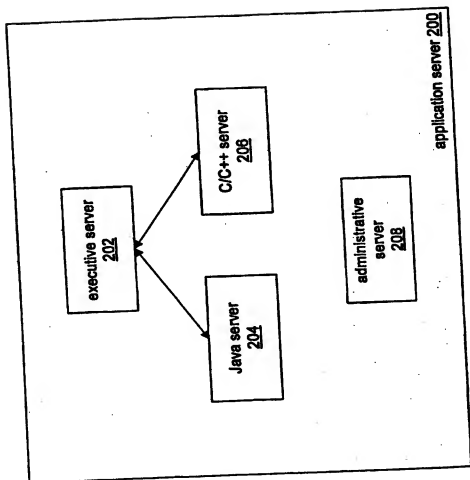 executive server
202
Java server
204
C/C++ server
206
administrative
server
208
application server 200